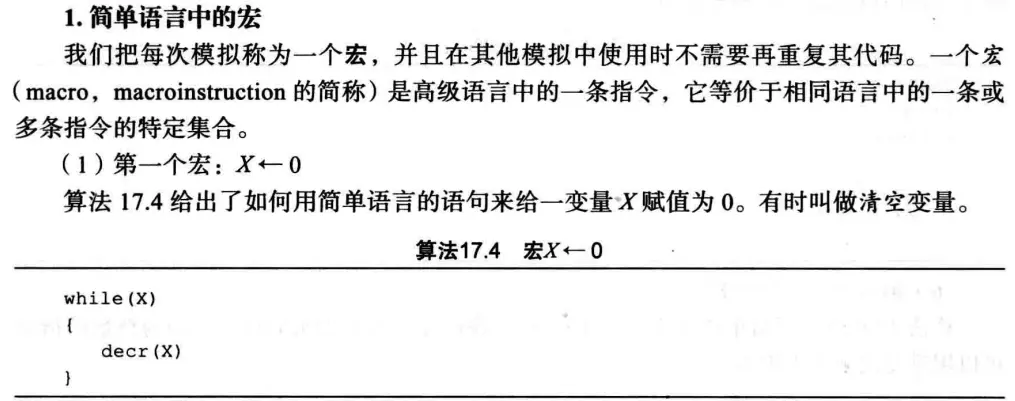 1. 简单语言中的宏
我们把每次模拟称为一个宏，并且在其他模拟中使用时不需要再重复其代码。一个宏
（macro，macroinstruction 的简称）是高级语言中的一条指令，它等价于相同语言中的一条或
多条指令的特定集合。
（1）第一个宏：X←0
算法 17.4 给出了如何用简单语言的语句来给一变量 X 赋值为 0。有时叫做清空变量。
算法17.4 宏X←0
while(X)
{
decr(X)
}